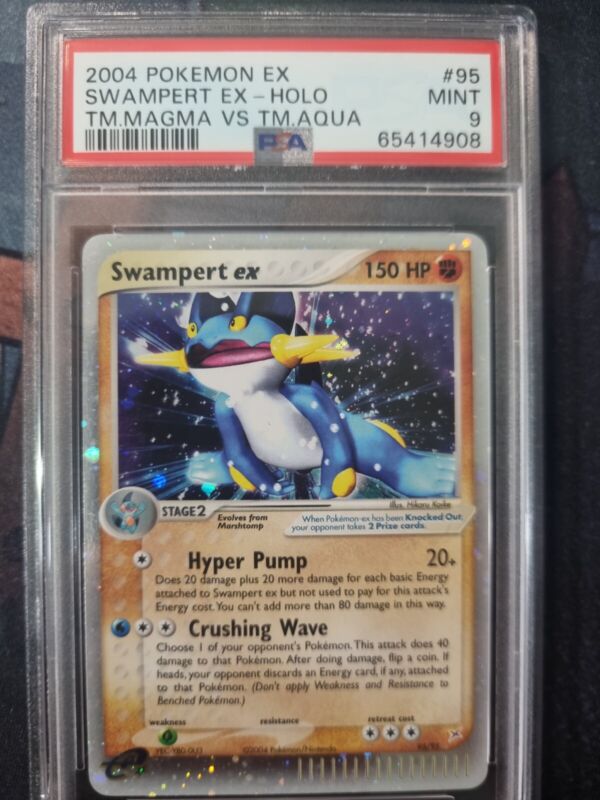 2004 POKEMON EX #95
SWAMPERT EX-HOLO MINT
TM.MAGMA VS TM.AQUA 9
PSA 65414908
Swampert ex 150 HP
Illus. Hikaru Koike
STAGE2
Evolves from
Marshtomp
When Pokémon-ex has been Knocked Out,
your opponent takes 2 Prize cards.
Hyper Pump 20+
Does 20 damage plus 20 more damage for each basic Energy
attached to Swampert ex but not used to pay for this attack's
Energy cost. You can't add more than 80 damage in this way.
Crushing Wave
Choose 1 of your opponent's Pokémon. This attack does 40
damage to that Pokémon. After doing damage, flip a coin. If
heads, your opponent discards an Energy card, if any, attached
to that Pokémon. (Don't apply Weakness and Resistance to
Benched Pokémon.)
weakness resistance retreat cost
©2004 Pokémon/Nintendo 95/95